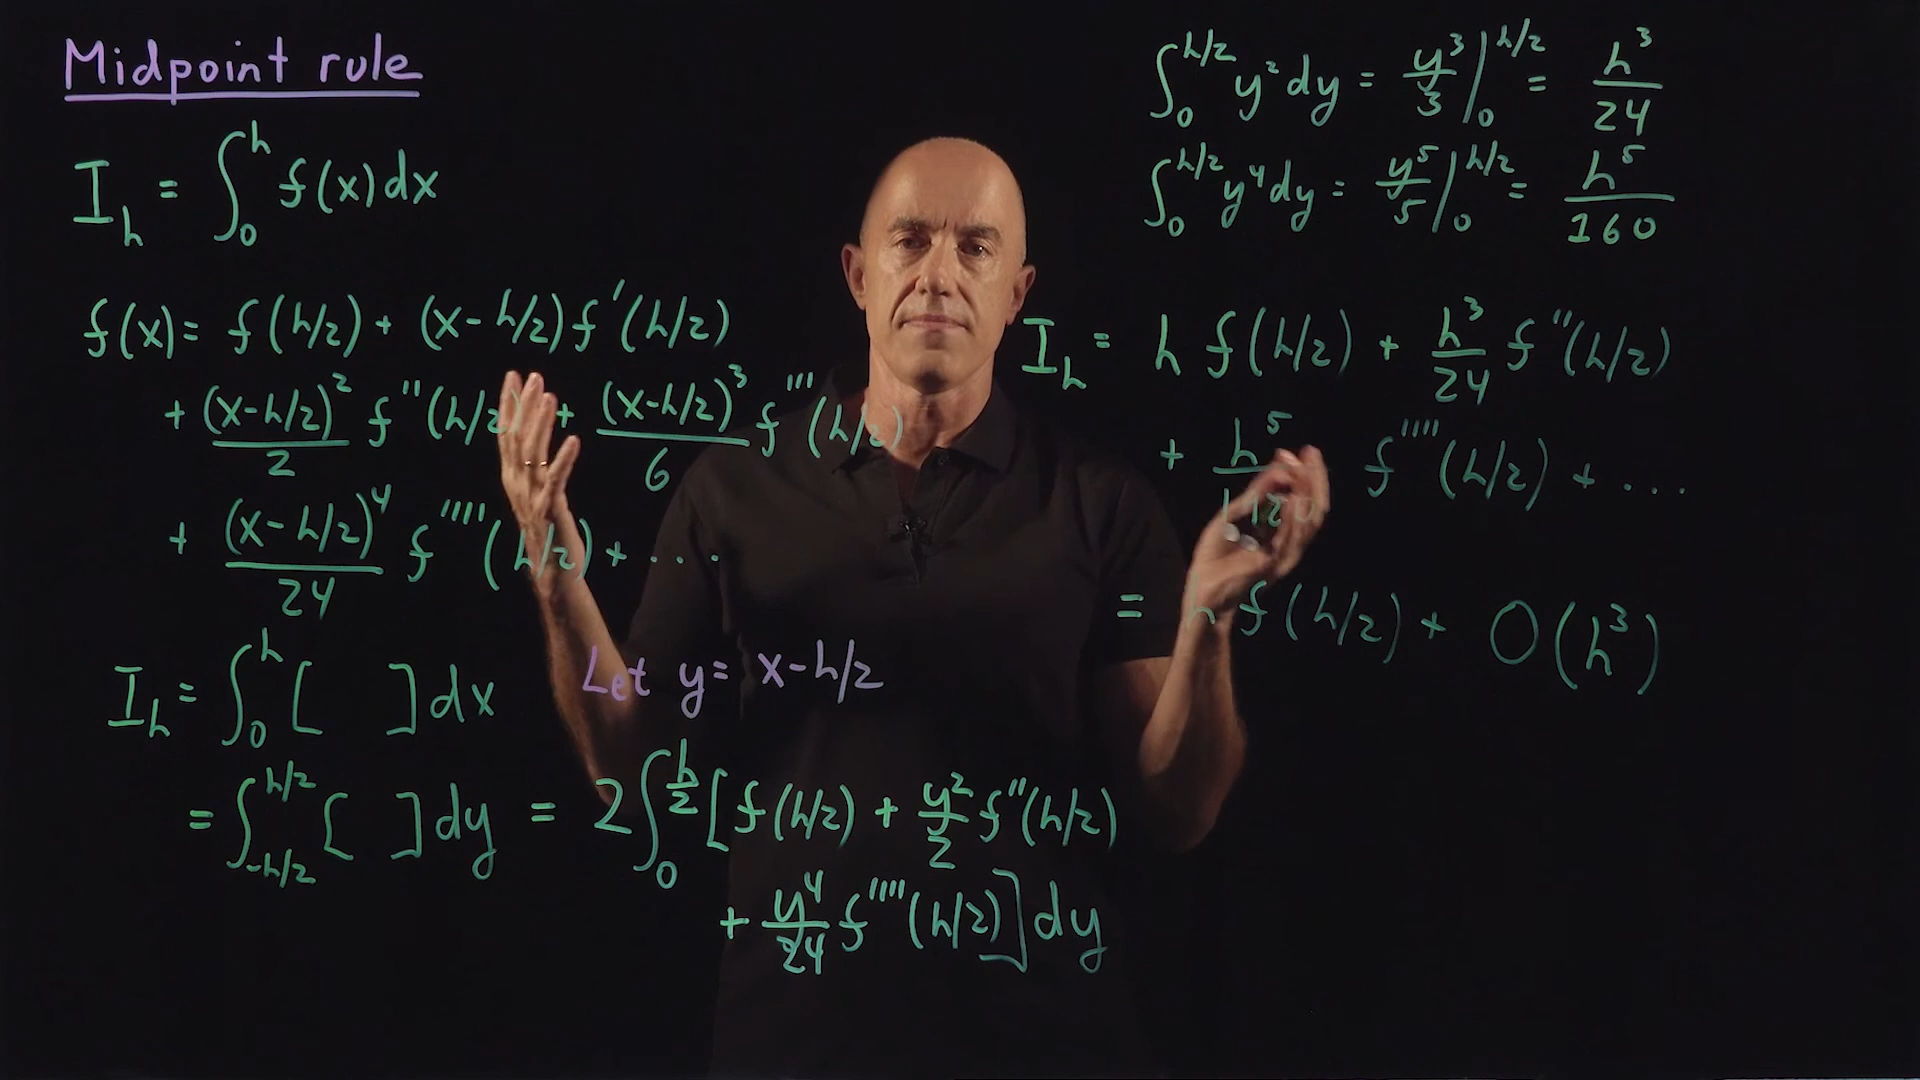 Midpoint rule
I_h = ∫_0^h f(x) dx
f(x) = f(h/2) + (x-h/2) f'(h/2)
+ (x-h/2)^2/2 f''(h/2) + (x-h/2)^3/6 f'''(h/2)
+ (x-h/2)^4/24 f''''(h/2) + ....
I_h = ∫_0^h [ ] dx
Let y = x-h/2
= ∫_{-h/2}^{h/2} [ ] dy = 2 ∫_0^{h/2} [ f(h/2) + y^2/2 f''(h/2)
+ y^4/24 f''''(h/2) ] dy
∫_0^{h/2} y^2 dy = y^3/3 |_0^{h/2} = h^3/24
∫_0^{h/2} y^4 dy = y^5/5 |_0^{h/2} = h^5/160
I_h = h f(h/2) + h^3/24 f''(h/2)
+ h^5/ f''''(h/2) + ....
= h f(h/2) + O(h^3)